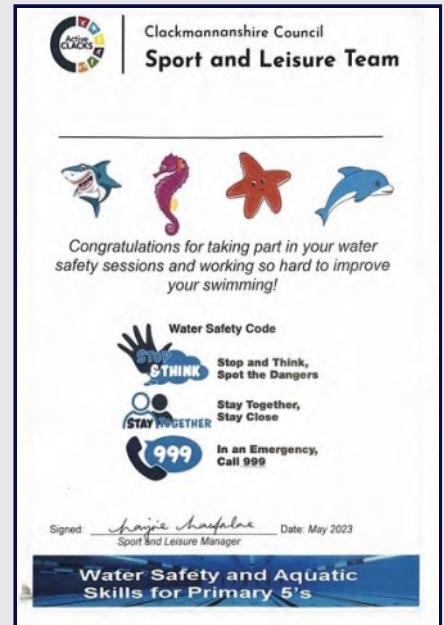 Active
CLACKS
Clackmannanshire Council
Sport and Leisure Team
Congratulations for taking part in your water
safety sessions and working so hard to improve
your swimming!
Water Safety Code
STOP
&THINK
Stop and Think,
Spot the Dangers
STAY TOGETHER
Stay Together,
Stay Close
999
In an Emergency,
Call 999
Signed: Date: May 2023
Sport and Leisure Manager
Water Safety and Aquatic
Skills for Primary 5's